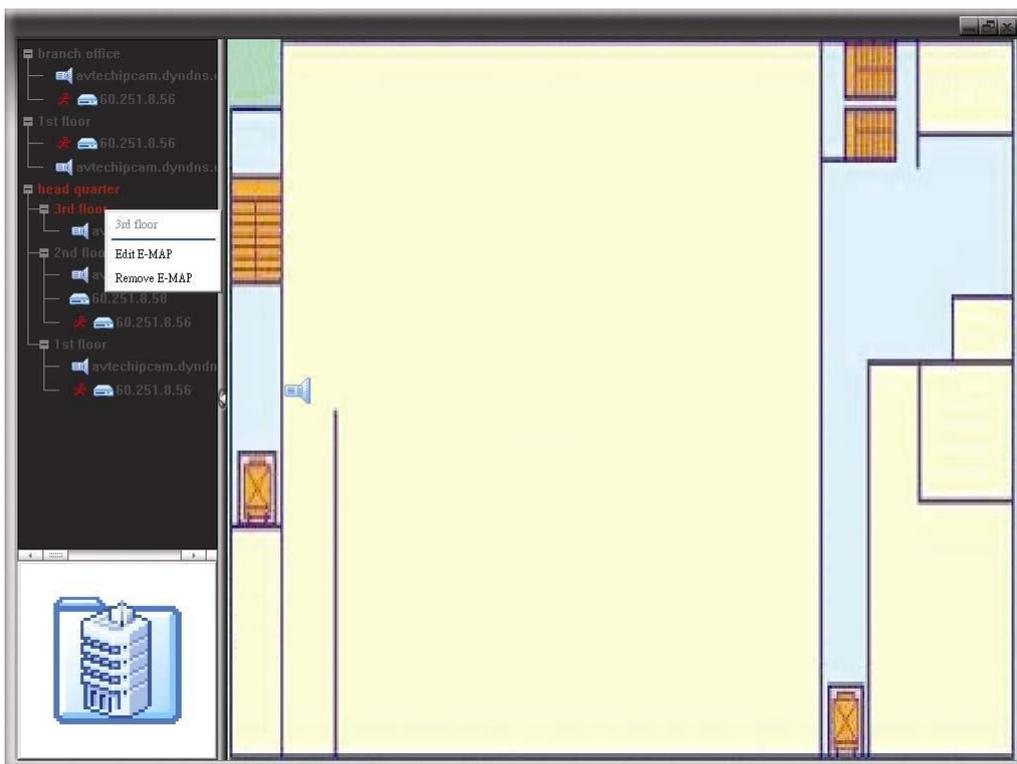 branch office
avtechipcam.dyndns.
60.251.8.56
1st floor
60.251.8.56
avtechipcam.dyndns.
head quarter
3rd floor
3rd floor
Edit E-MAP
Remove E-MAP
2nd floo
60.251.8.58
60.251.8.56
1st floor
avtechipcam.dyndn
60.251.8.56